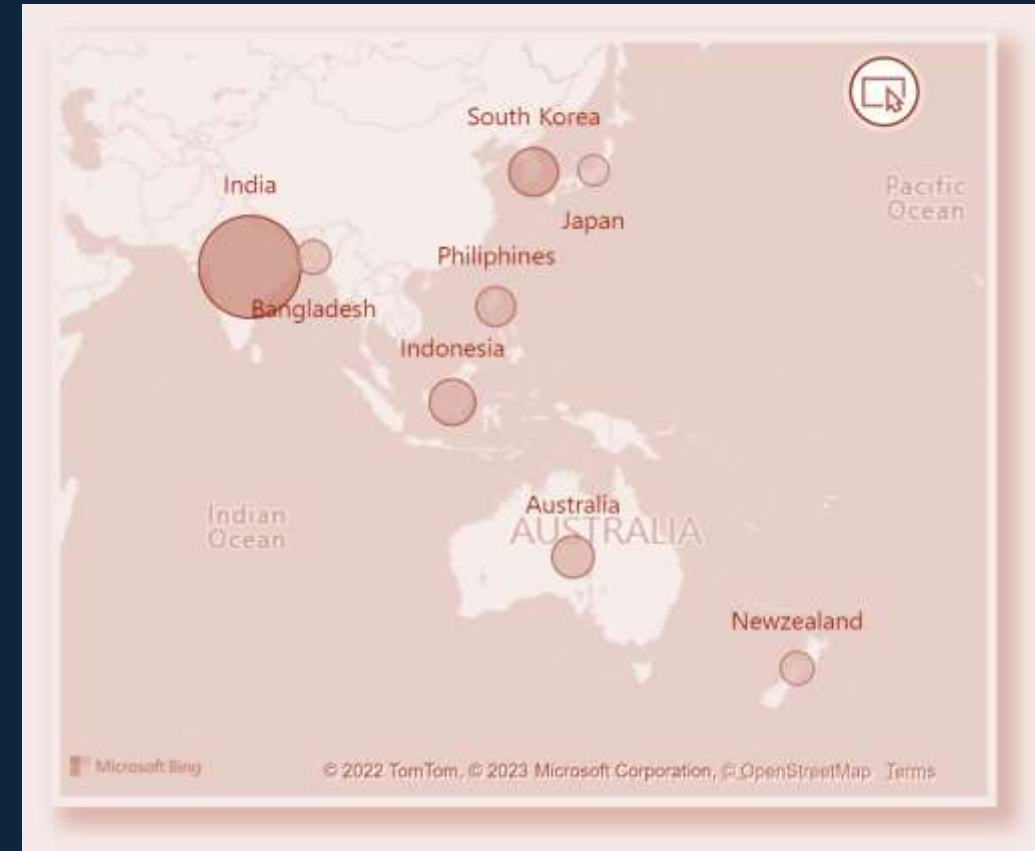 South Korea
India
Pacific
Ocean
Japan
Philiphines
Bangladesh
Indonesia
Australia
AUSTRALIA
Indian
Ocean
Newzealand
Microsoft Bing
© 2022 TomTom, © 2023 Microsoft Corporation, © OpenStreetMap Terms